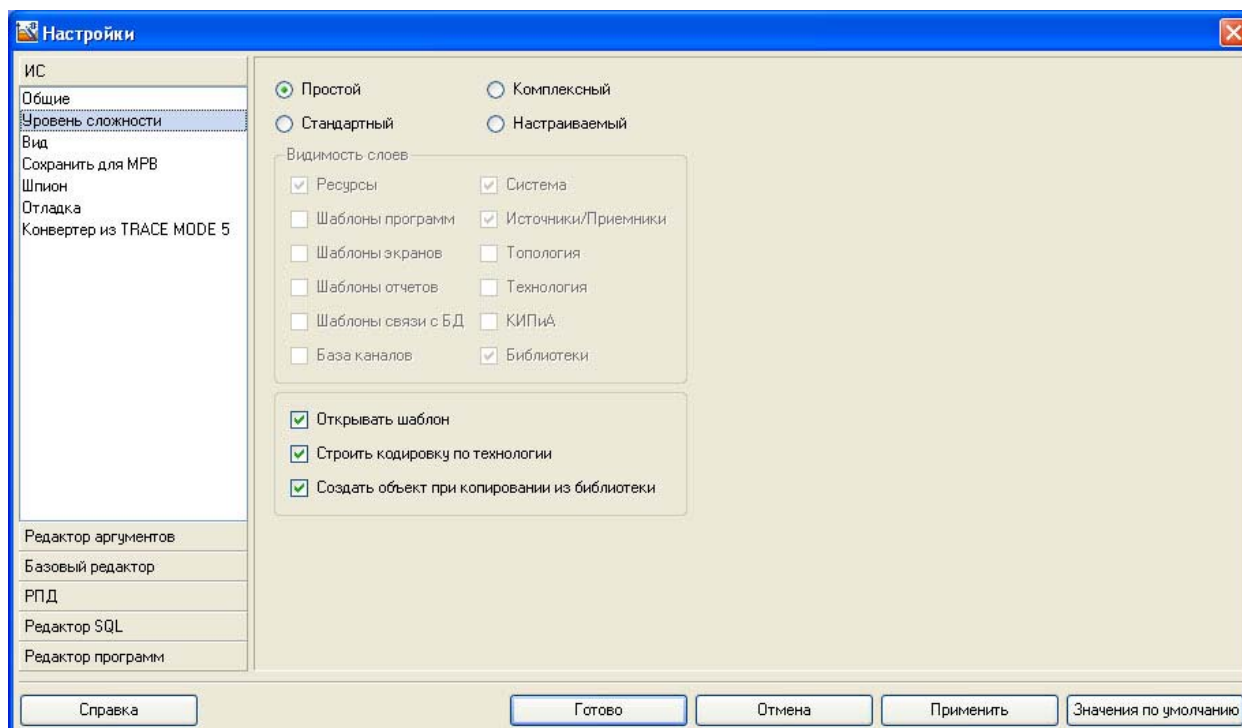 Настройки
ИС
Общие
Уровень сложности
Вид
Сохранить для МРВ
Шпион
Отладка
Конвертер из TRACE MODE 5
Редактор аргументов
Базовый редактор
РПД
Редактор SQL
Редактор программ
Простой
Комплексный
Стандартный
Настраиваемый
Видимость слоев
Ресурсы
Система
Шаблоны программ
Источники/Приемники
Шаблоны экранов
Топология
Шаблоны отчетов
Технология
Шаблоны связи с БД
КИПиА
База каналов
Библиотеки
Открывать шаблон
Строить кодировку по технологии
Создать объект при копировании из библиотеки
Справка
Готово
Отмена
Применить
Значения по умолчанию